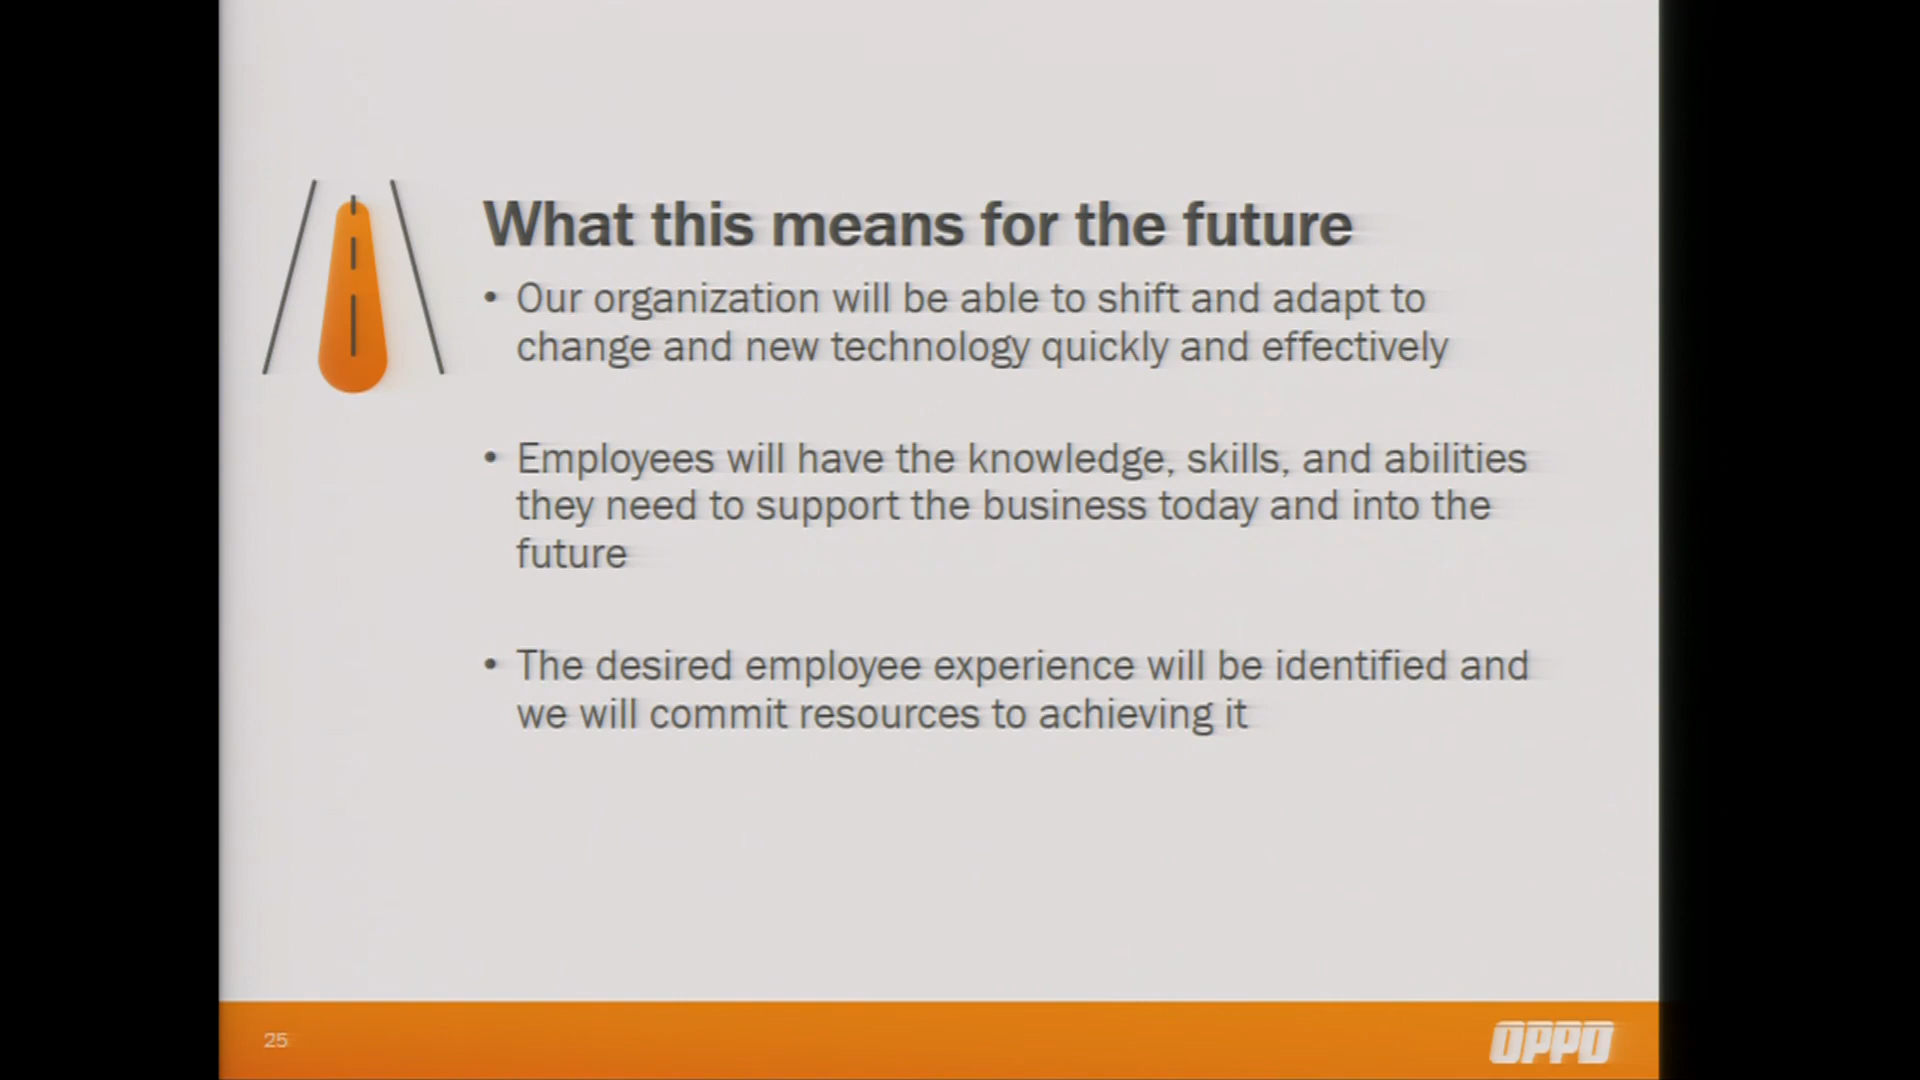 What this means for the future
• Our organization will be able to shift and adapt to
change and new technology quickly and effectively
• Employees will have the knowledge, skills, and abilities
they need to support the business today and into the
future
• The desired employee experience will be identified and
we will commit resources to achieving it
25
OPPD